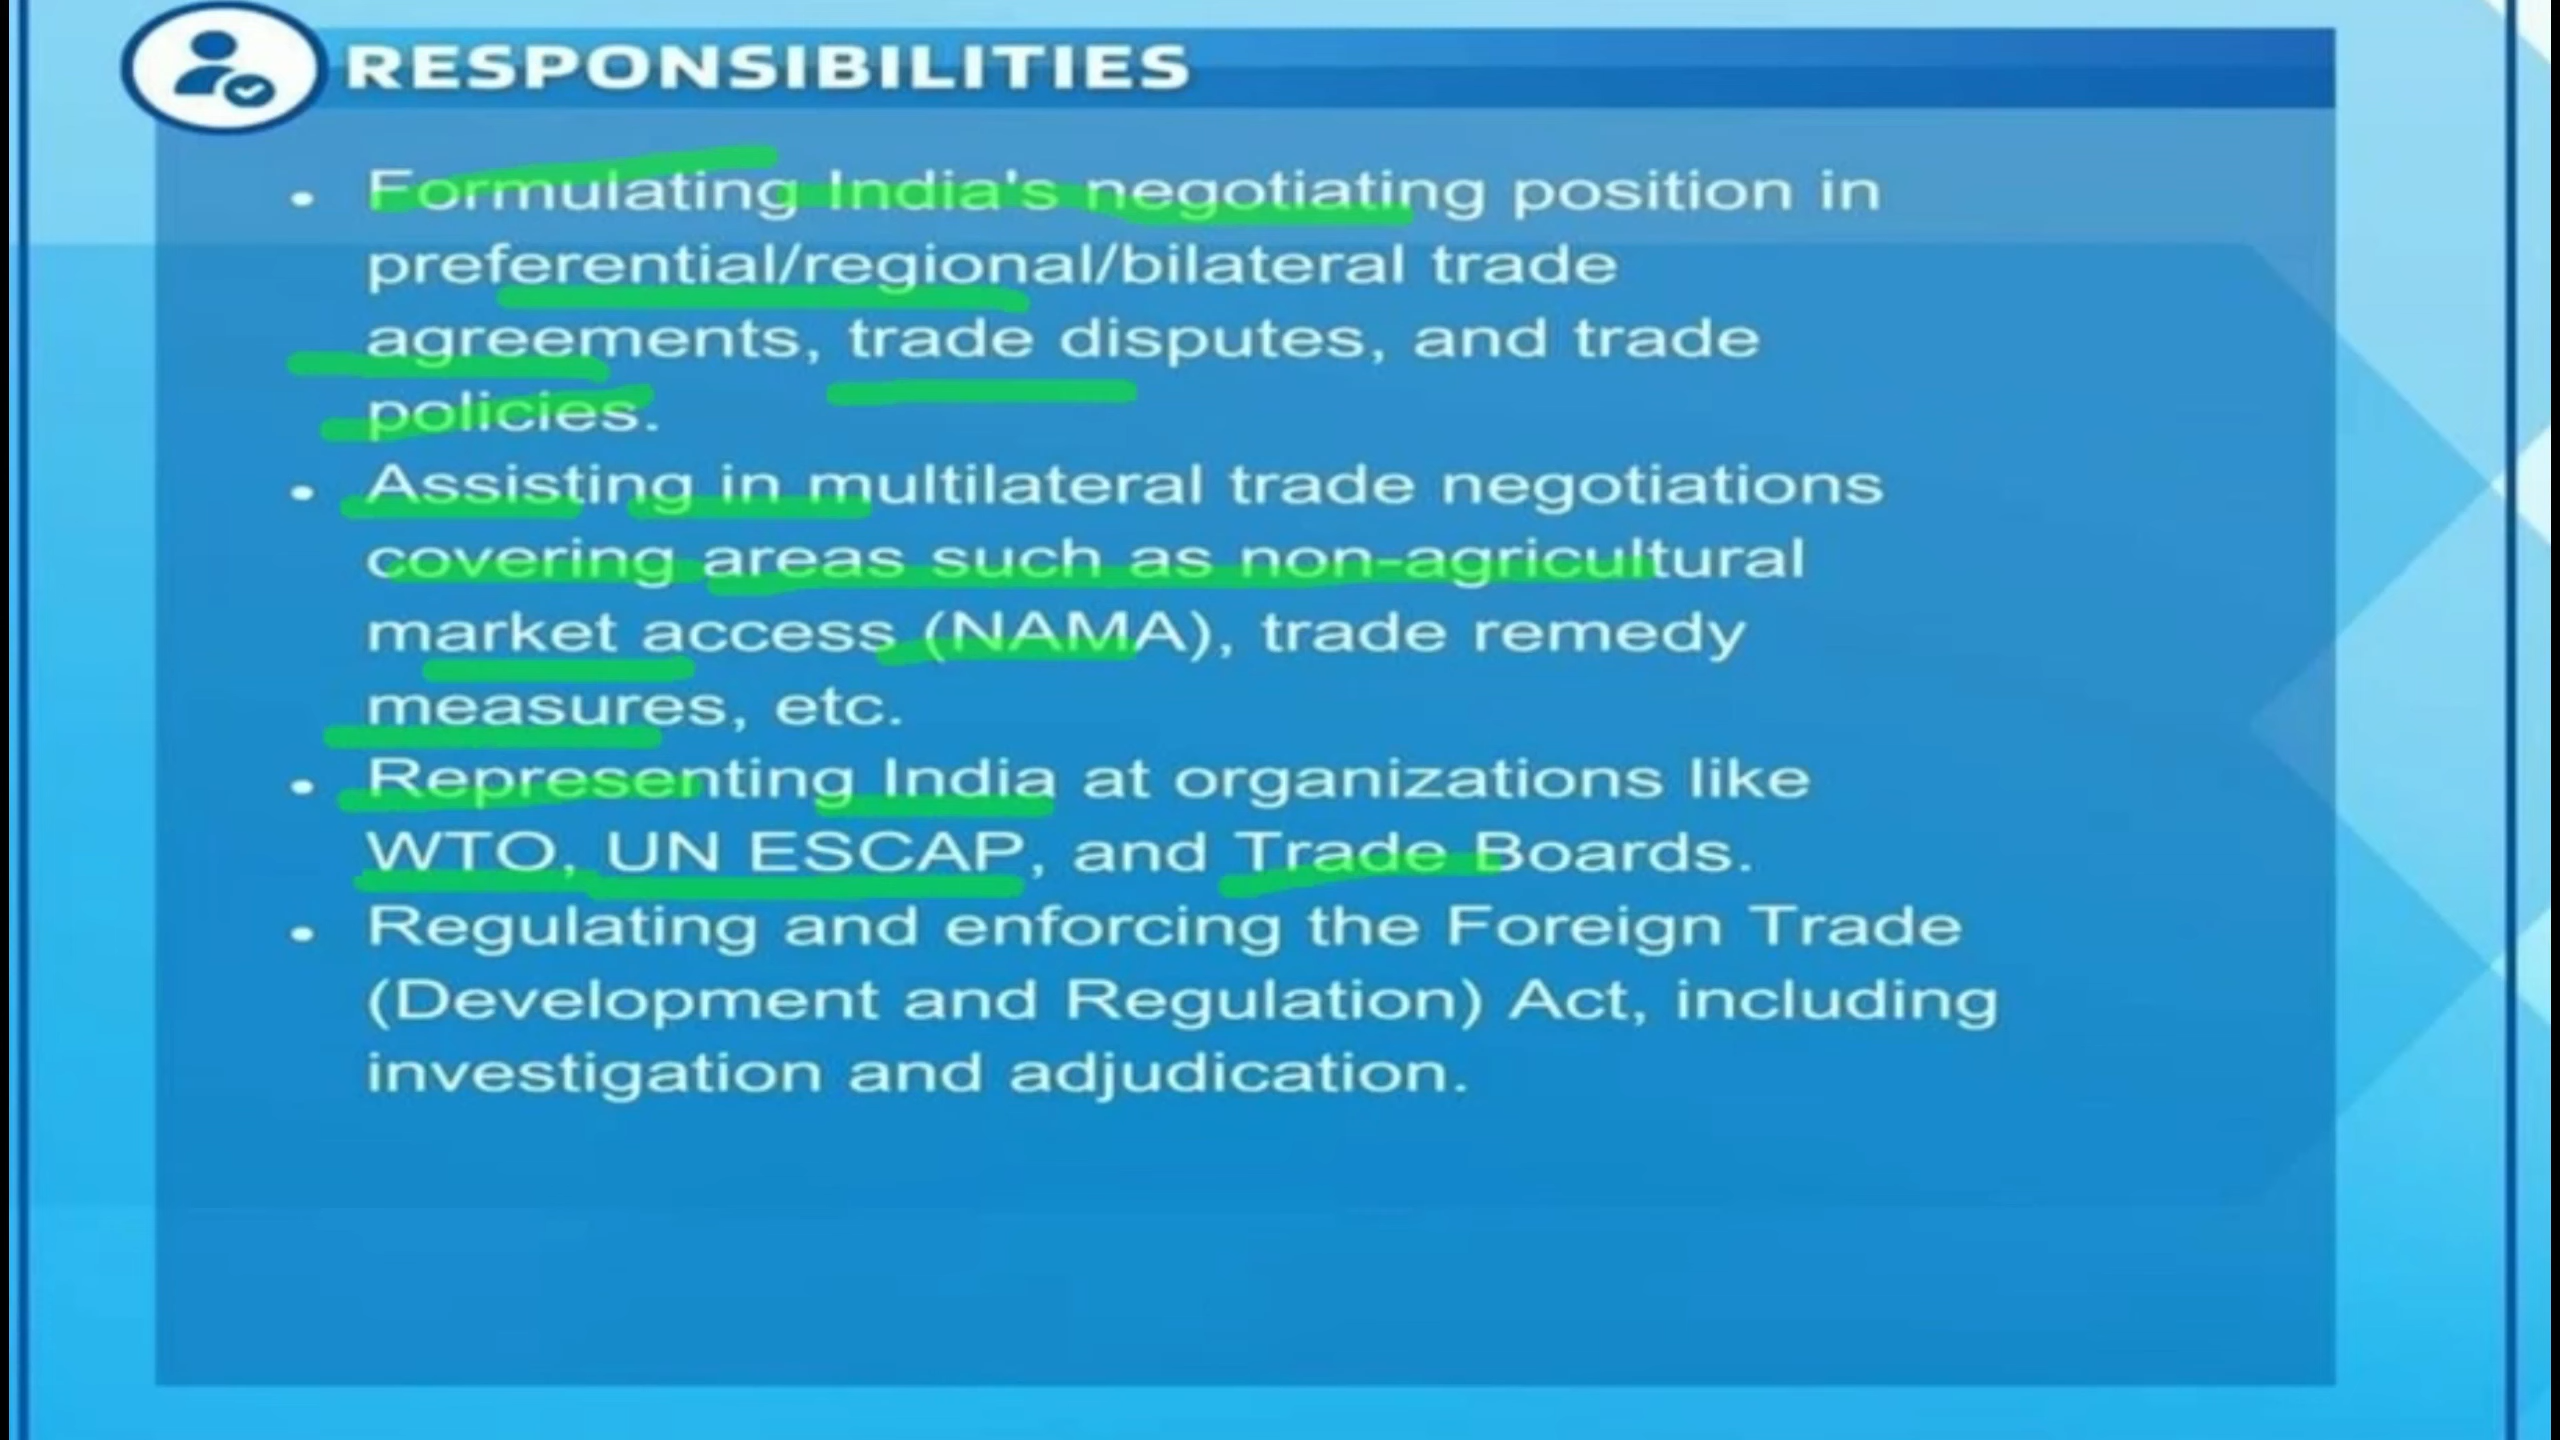 RESPONSIBILITIES
• Formulating India's negotiating position in
preferential/regional/bilateral trade
agreements, trade disputes, and trade
policies.
• Assisting in multilateral trade negotiations
covering areas such as non-agricultural
market access (NAMA), trade remedy
measures, etc.
• Representing India at organizations like
WTO, UN ESCAP, and Trade Boards.
• Regulating and enforcing the Foreign Trade
(Development and Regulation) Act, including
investigation and adjudication.